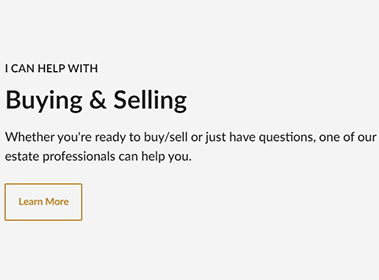 I CAN HELP WITH
Buying & Selling
Whether you're ready to buy/sell or just have questions, one of our
estate professionals can help you.
Learn More